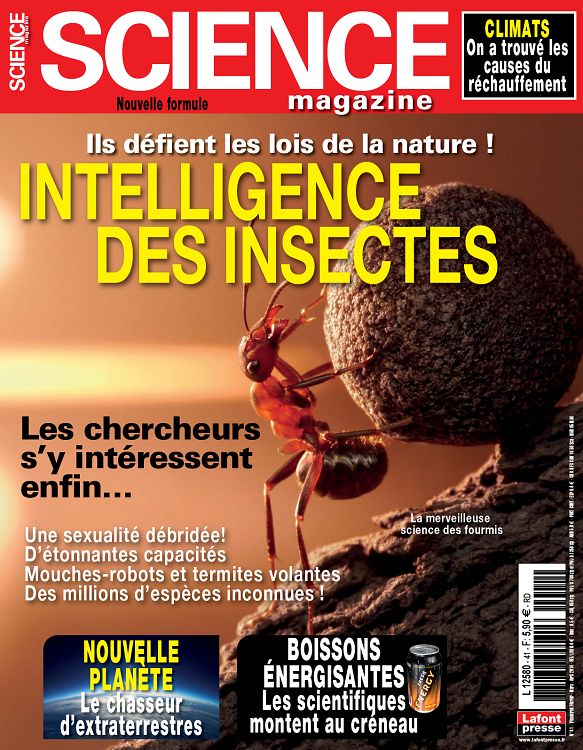 SCIENCE
magazine
SCIENCE
Nouvelle formule
magazine
CLIMATS
On a trouvé les
causes du
réchauffement
Ils défient les lois de la nature !
INTELLIGENCE
DES INSECTES
Les chercheurs
s'y intéressent
enfin...
La merveilleuse
science des fourmis
Une sexualité débridée!
D'étonnantes capacités
Mouches-robots et termites volantes
Des millions d'espèces inconnues !
NOUVELLE
PLANÈTE
Le chasseur
d'extraterrestres
BOISSONS
ÉNERGISANTES
Les scientifiques
montent au créneau
ENERGY
L 12580 - 41 - F: 5,90 € - RD
Lafont
presse
www.lafontpresse.fr